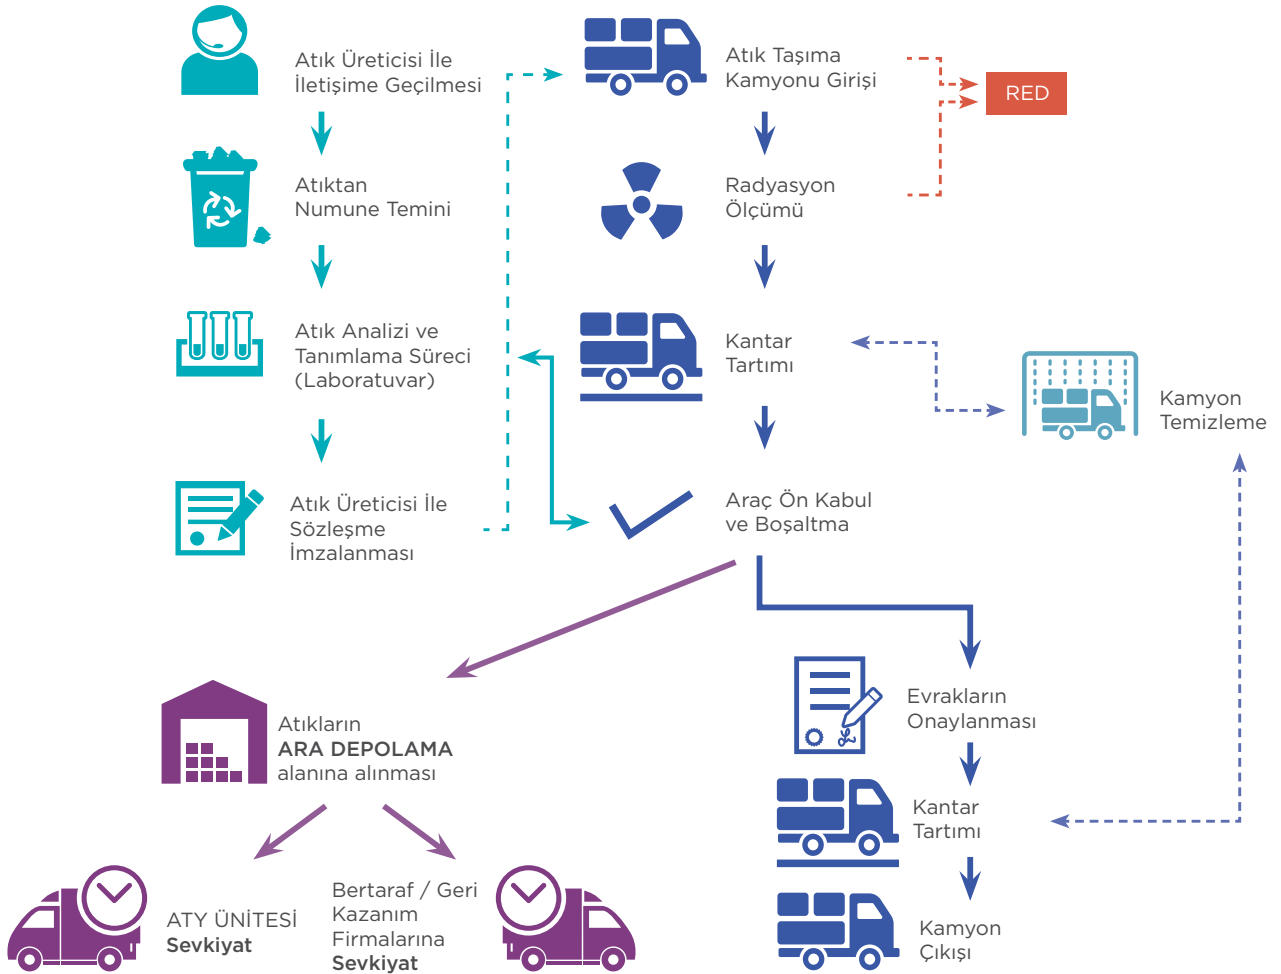 Atık Üreticisi İle
İletişime Geçilmesi
Atıktan
Numune Temini
Atık Analizi ve
Tanımlama Süreci
(Laboratuvar)
Atık Üreticisi İle
Sözleşme
İmzalanması
Atık Taşıma
Kamyonu Girişi
RED
Radyasyon
Ölçümü
Kantar
Tartımı
Kamyon
Temizleme
Araç Ön Kabul
ve Boşaltma
Atıkların
ARA DEPOLAMA
alanına alınması
ATY ÜNİTESİ
Sevkiyat
Bertaraf / Geri
Kazanım
Firmalarına
Sevkiyat
Evrakların
Onaylanması
Kantar
Tartımı
Kamyon
Çıkışı